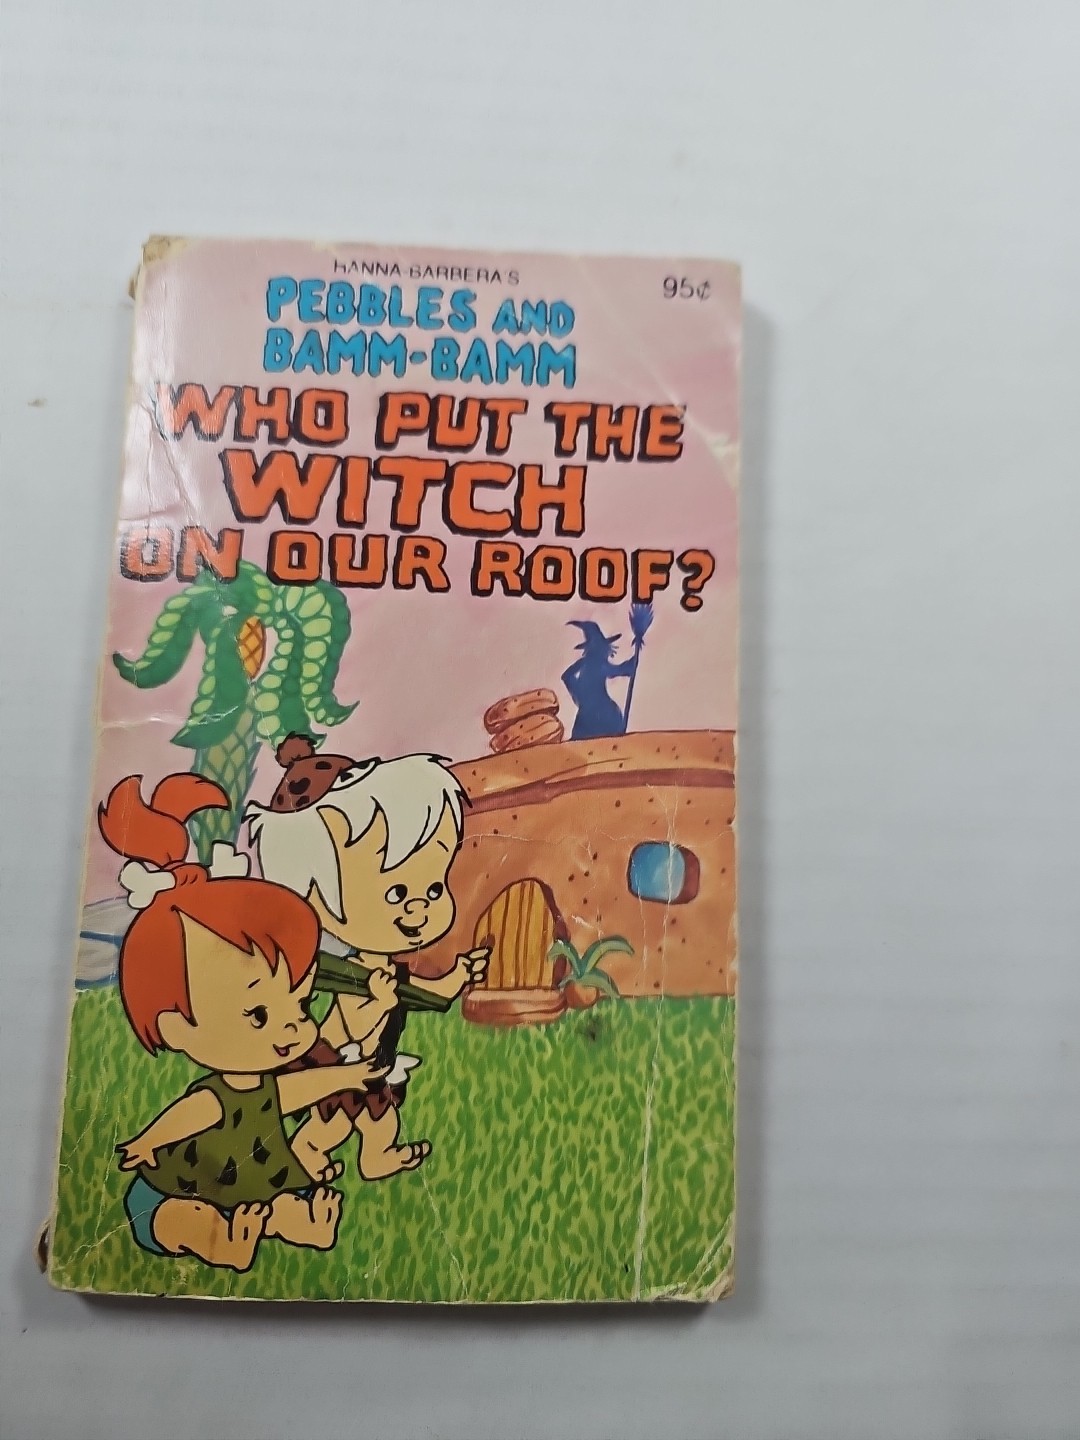 HANNA-BARBERA'S
95¢
PEBBLES AND
BAMM-BAMM
WHO PUT THE
WITCH
ON OUR ROOF?